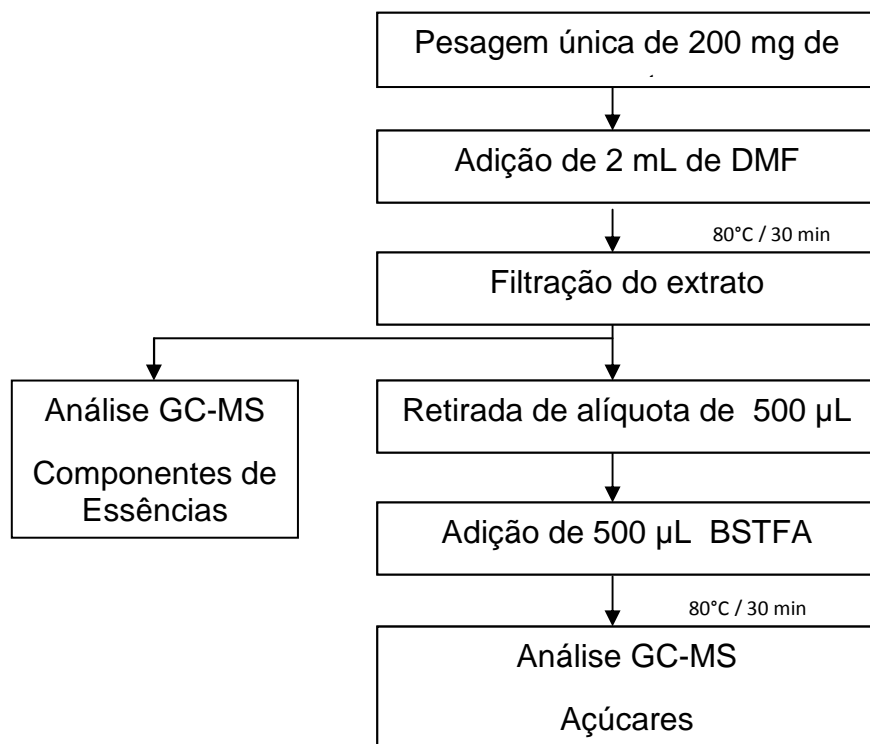 Pesagem única de 200 mg de
Adição de 2 mL de DMF
80°C / 30 min
Filtração do extrato
Análise GC-MS
Componentes de
Essências
Retirada de alíquota de 500 µL
Adição de 500 µL BSTFA
80°C / 30 min
Análise GC-MS
Açúcares